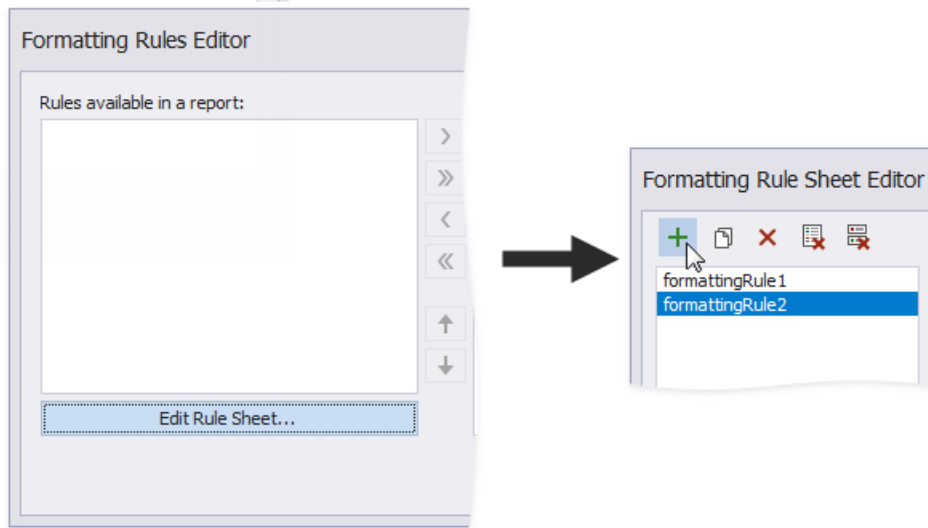 Formatting Rules Editor
Rules available in a report:
Edit Rule Sheet...
Formatting Rule Sheet Editor
formattingRule1
formattingRule2